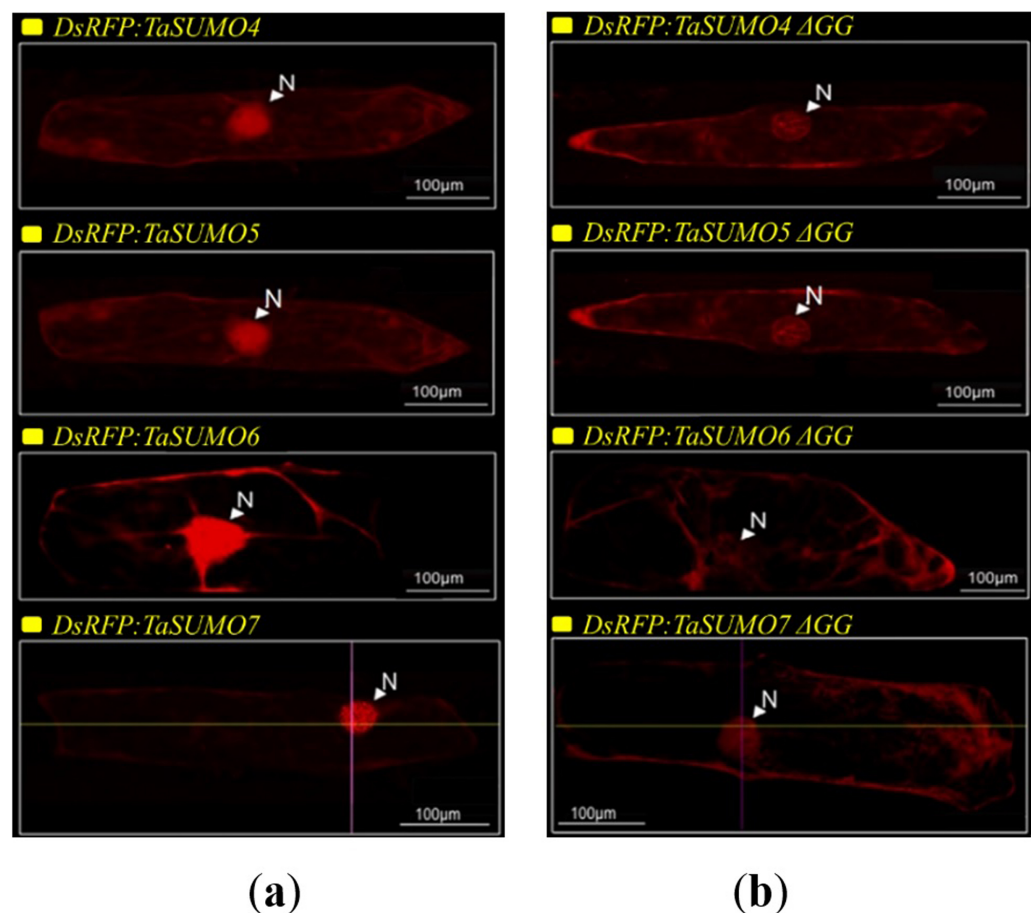 DsRFP:TaSUMO4
N
100μm
DsRFP:TaSUMO5
N
100μm
DsRFP:TaSUMO6
N
100μm
DsRFP:TaSUMO7
N
100μm
(a)
DsRFP:TaSUMO4 ΔGG
N
100μm
DsRFP:TaSUMO5 ΔGG
N
100μm
DsRFP:TaSUMO6 ΔGG
N
100μm
DsRFP:TaSUMO7 ΔGG
N
100μm
(b)